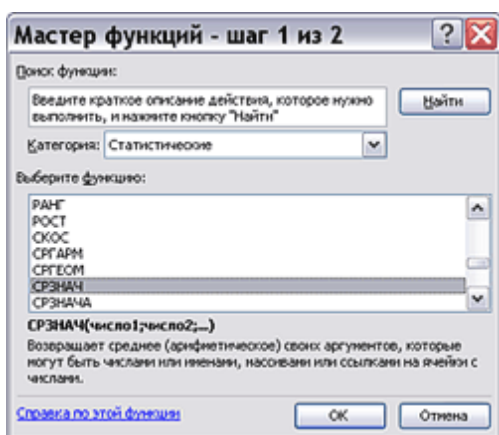 Мастер функций - шаг 1 из 2
Поиск функции:
Введите краткое описание действия, которое нужно
выполнить, и нажмите кнопку "Найти"
Найти
Категория: Статистические
Выберите функцию:
РАНГ
РОСТ
СКОС
СРГАРМ
СРГЕОМ
СРЗНАЧ
СРЗНАЧА
СРЗНАЧ(число1;число2;...)
Возвращает среднее (арифметическое) своих аргументов, которые
могут быть числами или именами, массивами или ссылками на ячейки с
числами.
Справка по этой функции
ОК
Отмена